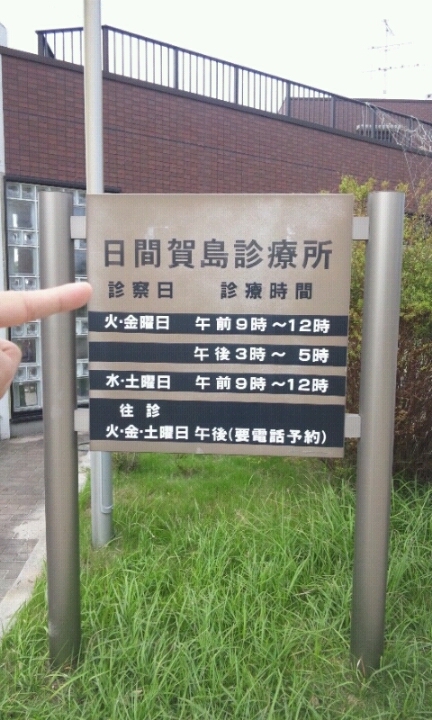 日間賀島診療所
診察日 診療時間
火・金曜日 午前9時～12時
午後3時～ 5時
水・土曜日 午前9時～12時
往診
火・金・土曜日 午後(要電話予約)